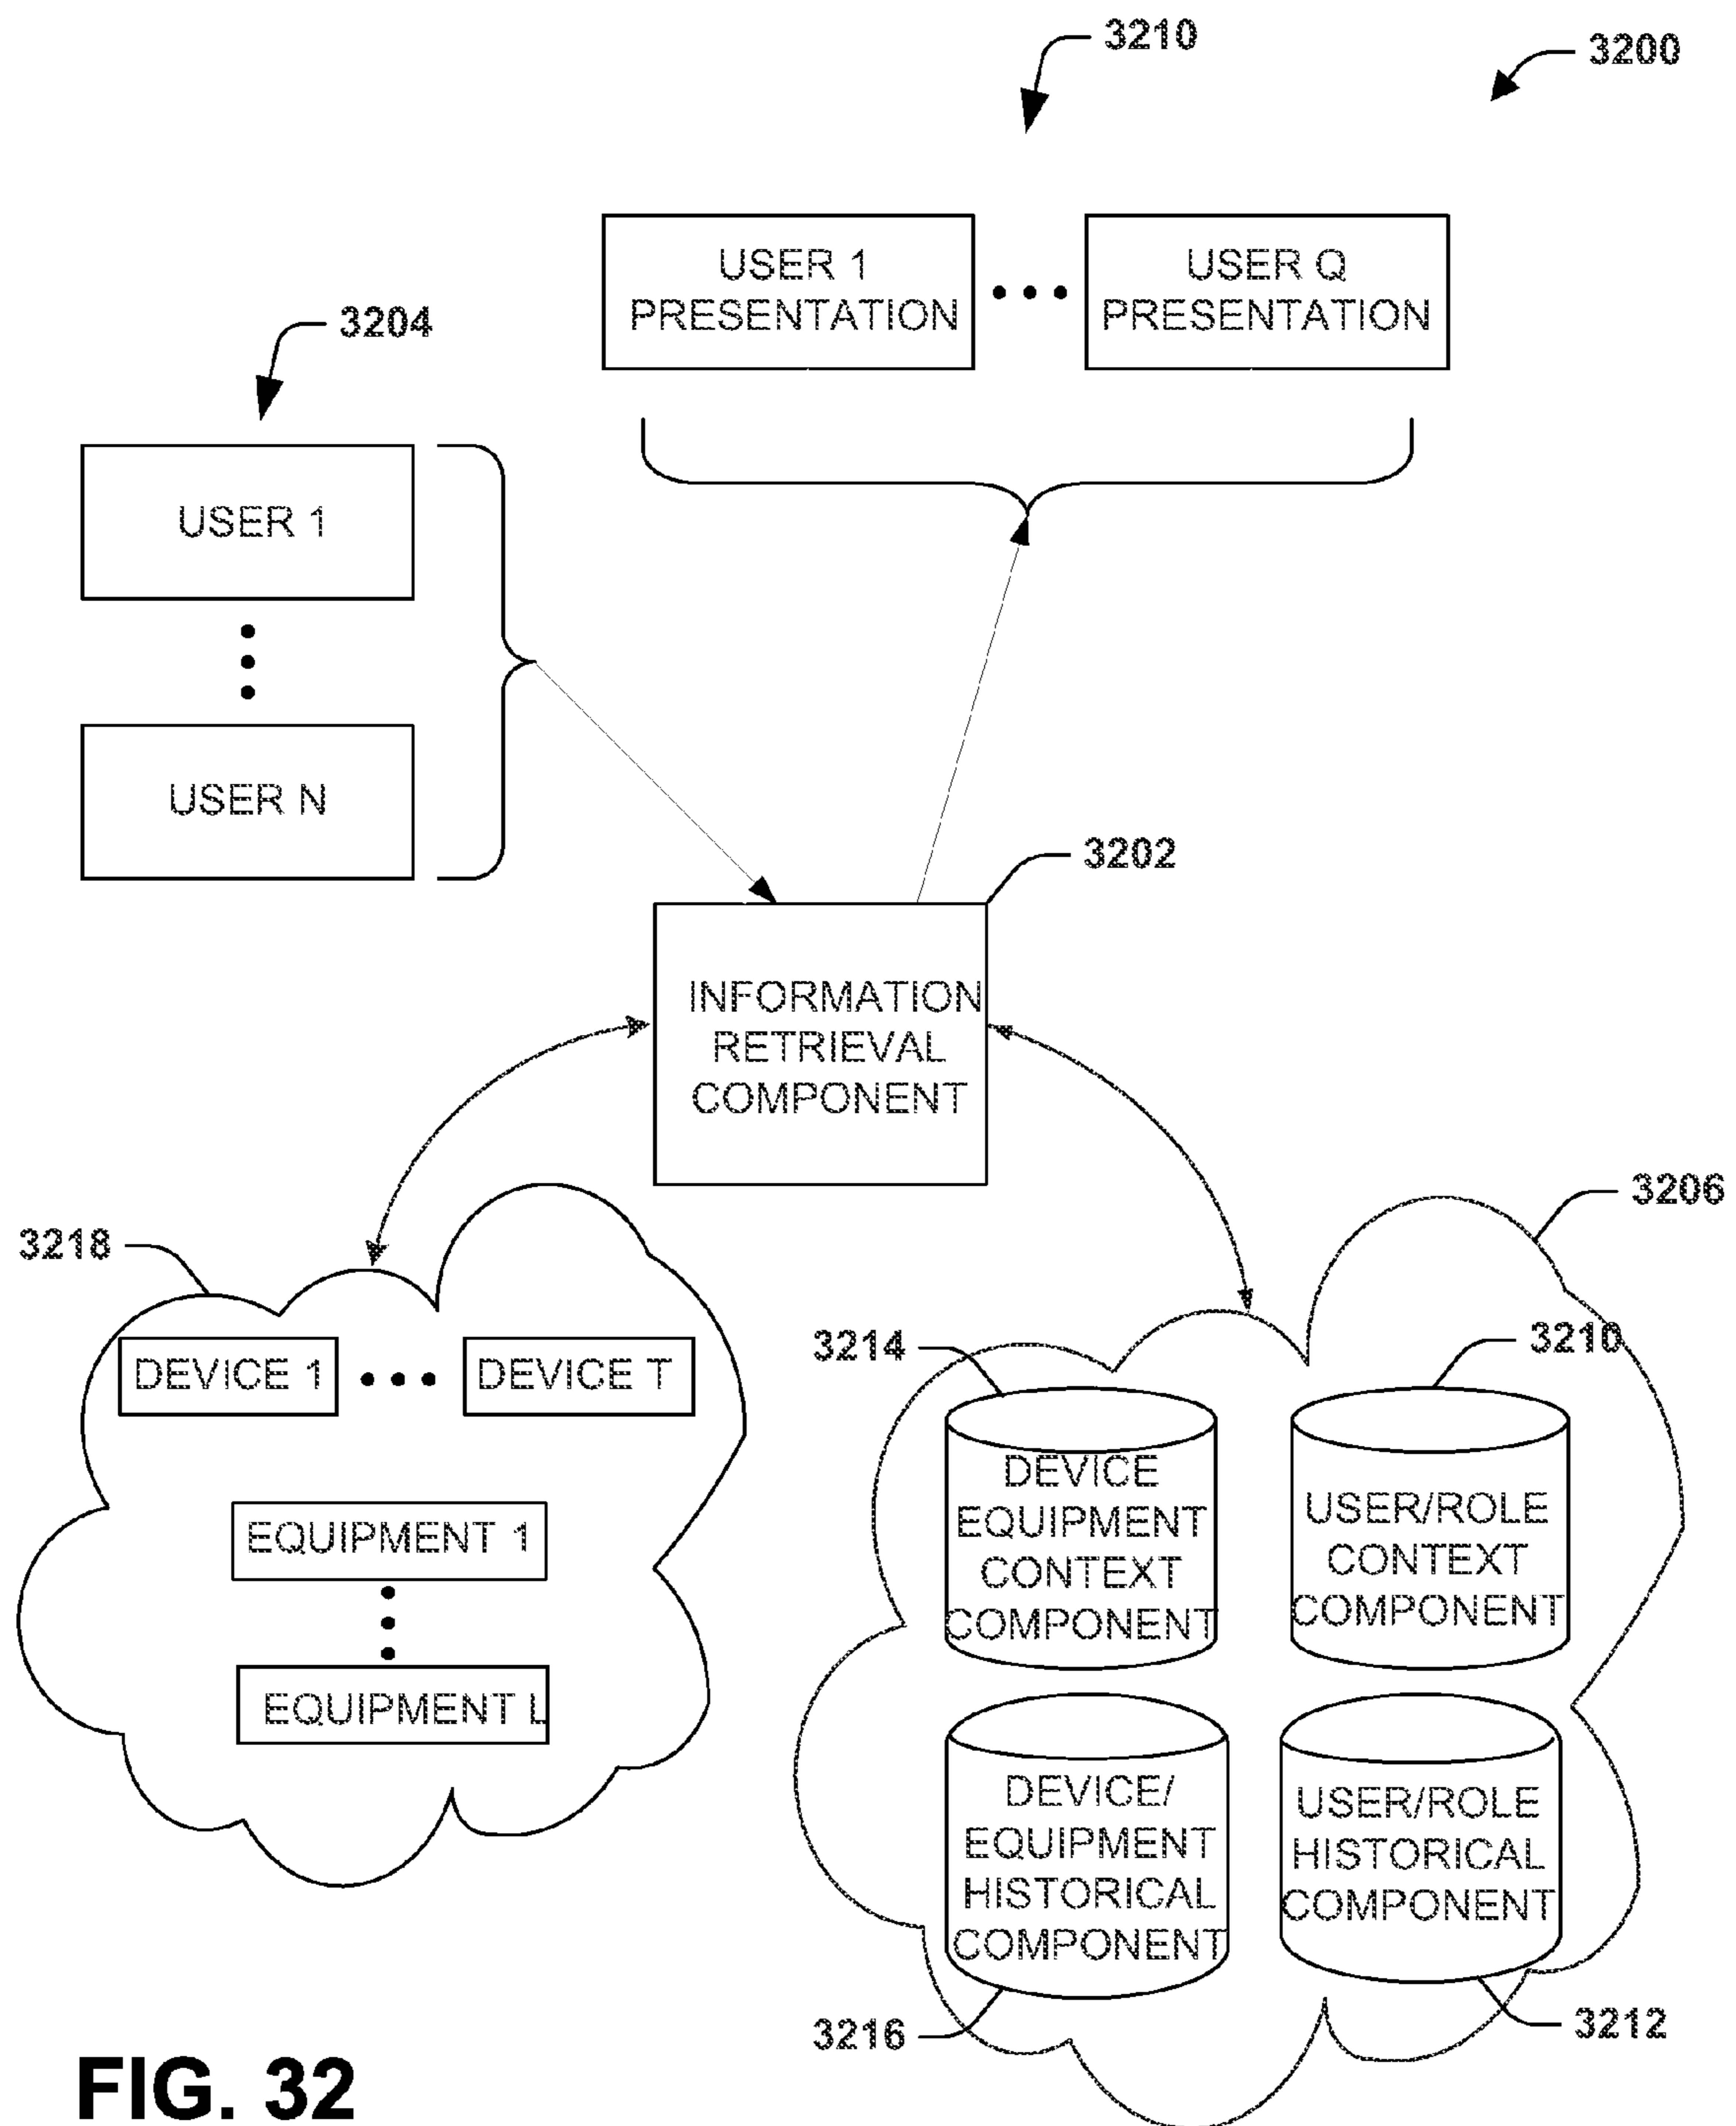 3210
3200
USER 1
PRESENTATION
USER Q
PRESENTATION
3204
USER 1
USER N
3202
INFORMATION
RETRIEVAL
COMPONENT
3206
3218
DEVICE 1
DEVICE T
EQUIPMENT 1
EQUIPMENT L
3214
3210
DEVICE
EQUIPMENT
CONTEXT
COMPONENT
USER/ROLE
CONTEXT
COMPONENT
DEVICE/
EQUIPMENT
HISTORICAL
COMPONENT
USER/ROLE
HISTORICAL
COMPONENT
3216
3212
FIG. 32